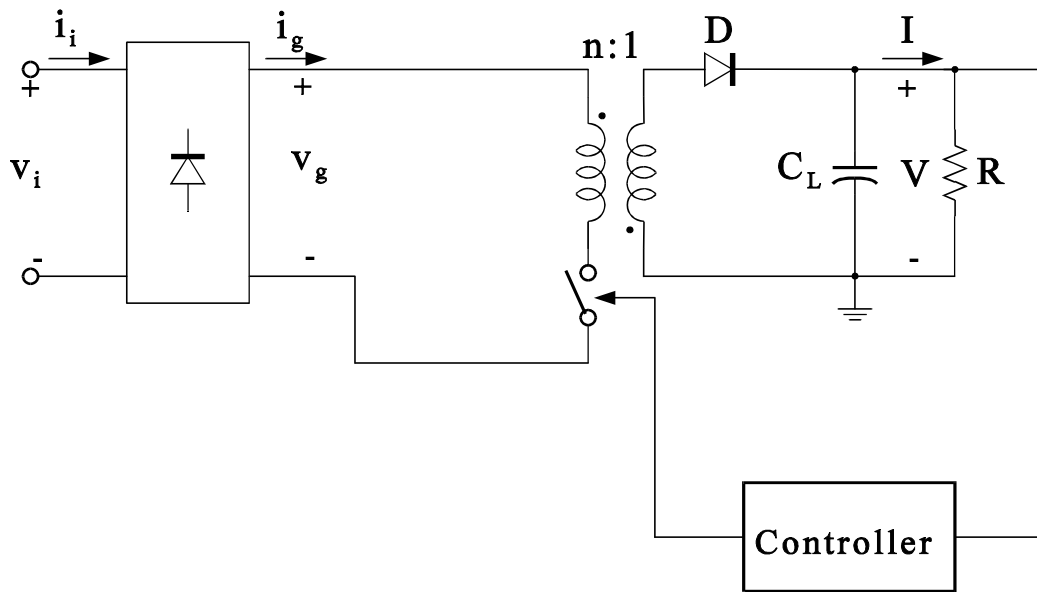 i_i
i_g
n:1
D
I
+
+
+
v_i
v_g
C_L
V
R
-
-
-
Controller